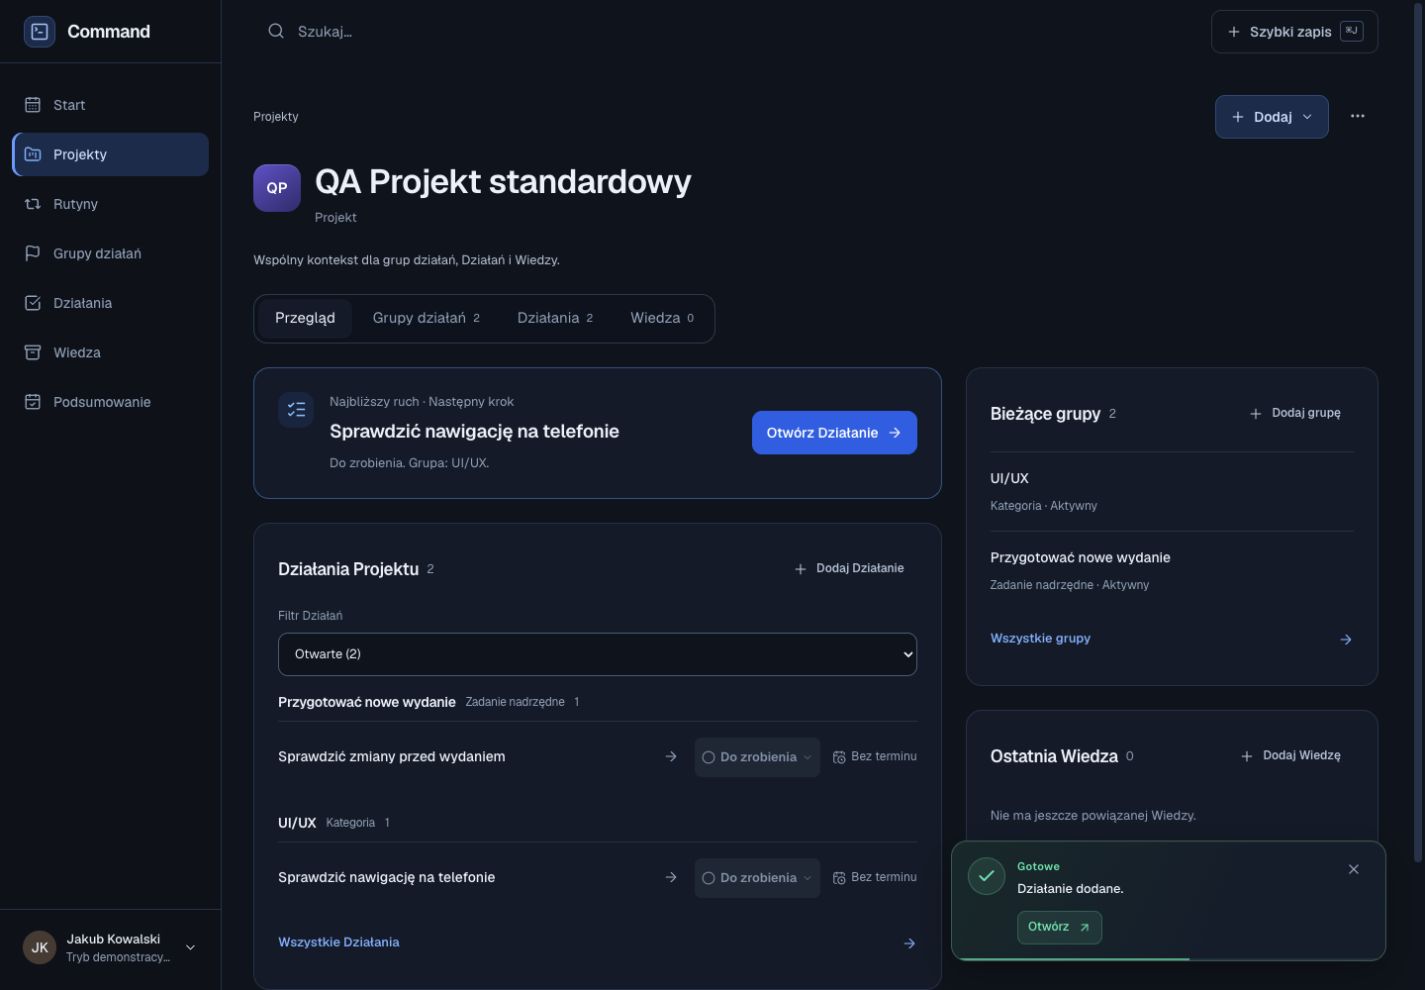 Command
Szukaj...
Szybki zapis ⌘J
Start
Projekty
Rutyny
Grupy działań
Działania
Wiedza
Podsumowanie
Jakub Kowalski
JK
Tryb demonstracy...
Projekty
Dodaj
QP
QA Projekt standardowy
Projekt
Wspólny kontekst dla grup działań, Działań i Wiedzy.
Przegląd
Grupy działań 2
Działania 2
Wiedza 0
Najbliższy ruch · Następny krok
Sprawdzić nawigację na telefonie
Do zrobienia. Grupa: UI/UX.
Otwórz Działanie
Działania Projektu 2
Dodaj Działanie
Filtr Działań
Otwarte (2)
Przygotować nowe wydanie Zadanie nadrzędne 1
Sprawdzić zmiany przed wydaniem
Do zrobienia
Bez terminu
UI/UX Kategoria 1
Sprawdzić nawigację na telefonie
Do zrobienia
Bez terminu
Wszystkie Działania
Bieżące grupy 2
Dodaj grupę
UI/UX
Kategoria · Aktywny
Przygotować nowe wydanie
Zadanie nadrzędne · Aktywny
Wszystkie grupy
Ostatnia Wiedza 0
Dodaj Wiedzę
Nie ma jeszcze powiązanej Wiedzy.
Gotowe
Działanie dodane.
Otwórz